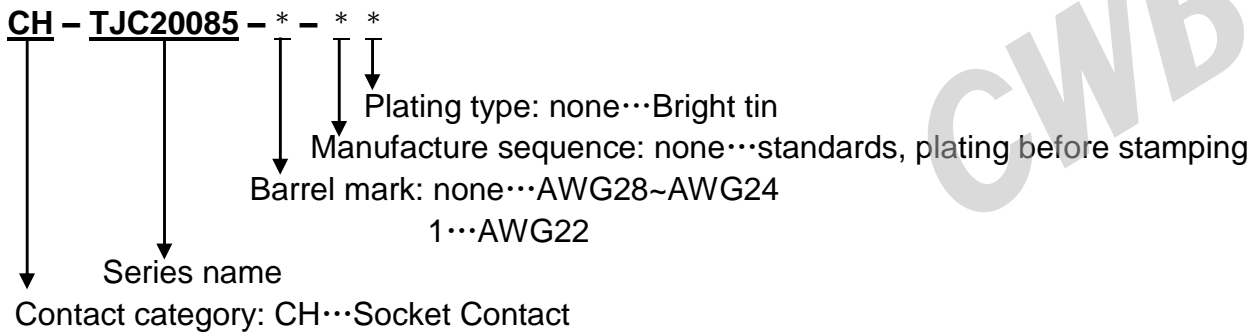 CH – TJC20085 – * – * *
CWB
Plating type: none⋯Bright tin
Manufacture sequence: none⋯standards, plating before stamping
Barrel mark: none⋯AWG28~AWG24
1⋯AWG22
Series name
Contact category: CH⋯Socket Contact